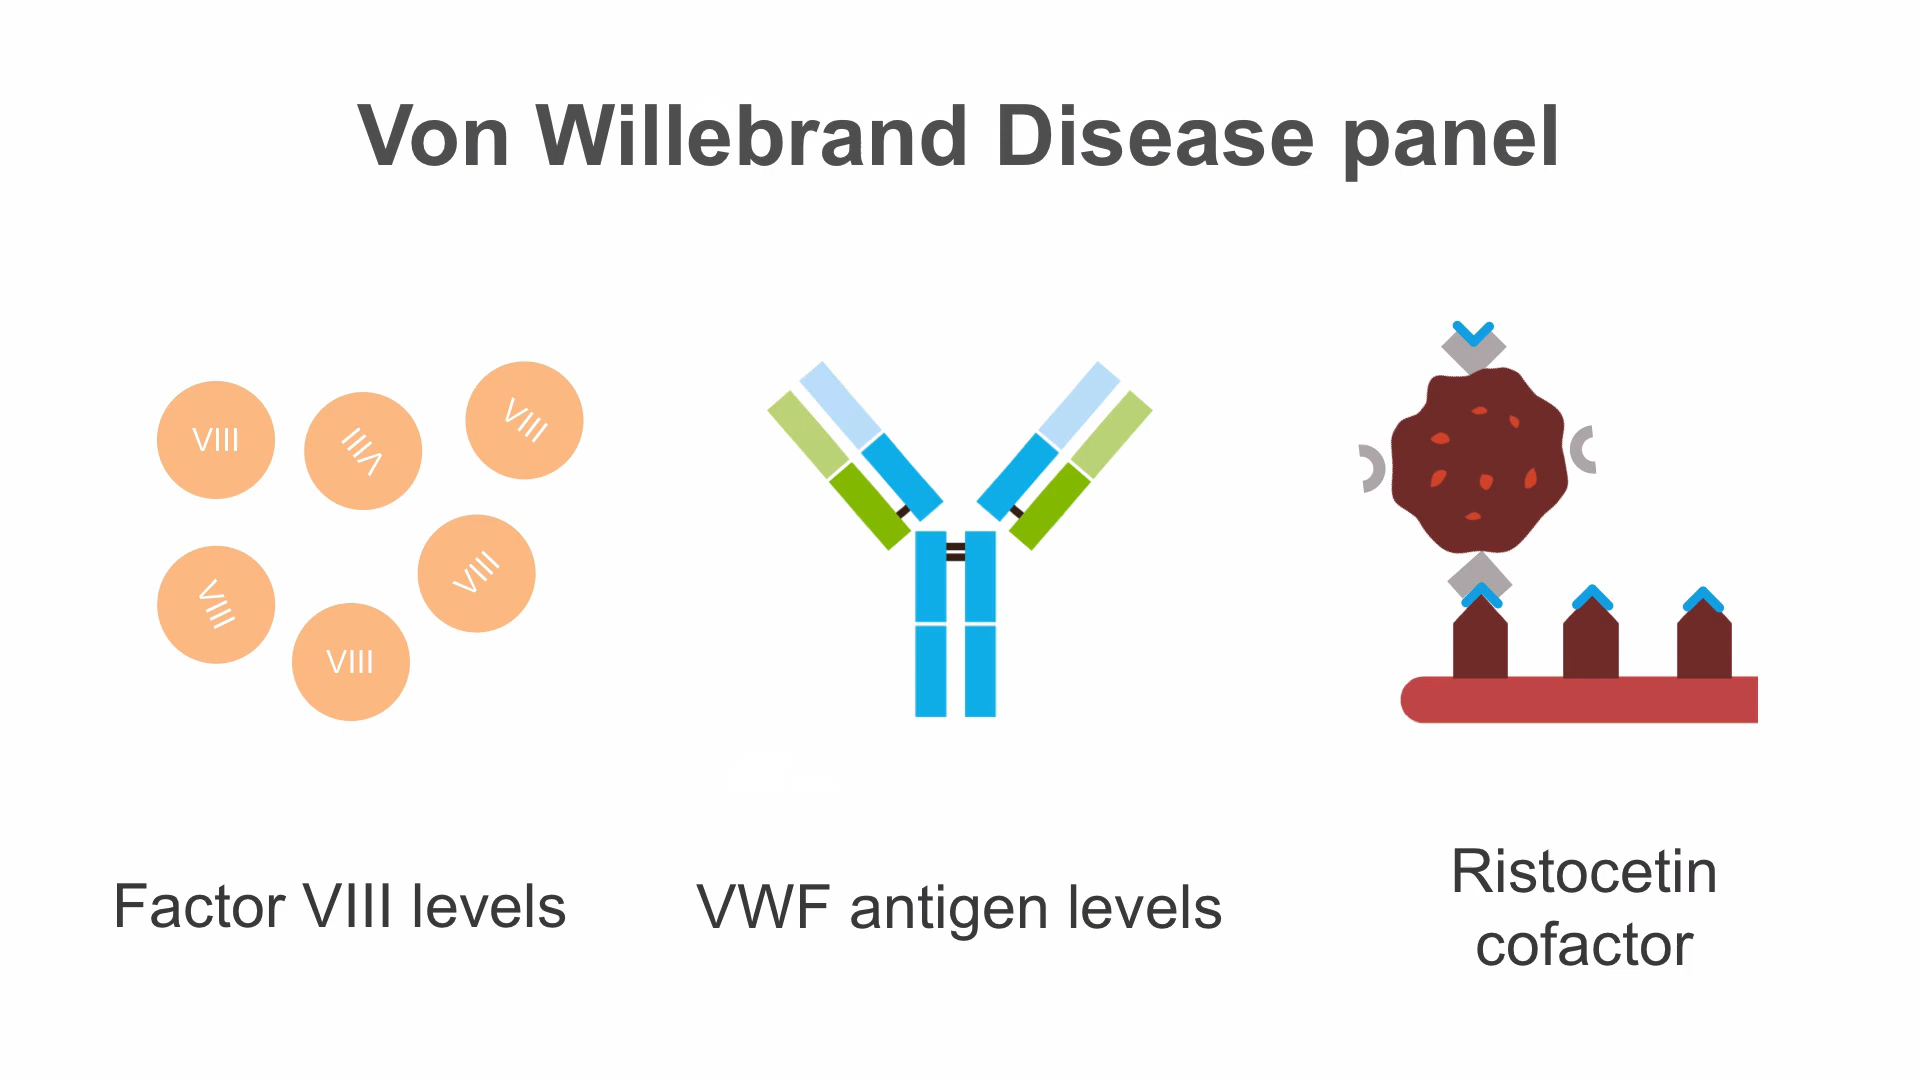 Von Willebrand Disease panel
VIII
VIII
VIII
VIII
VIII
VIII
Factor VIII levels
VWF antigen levels
Ristocetin
cofactor